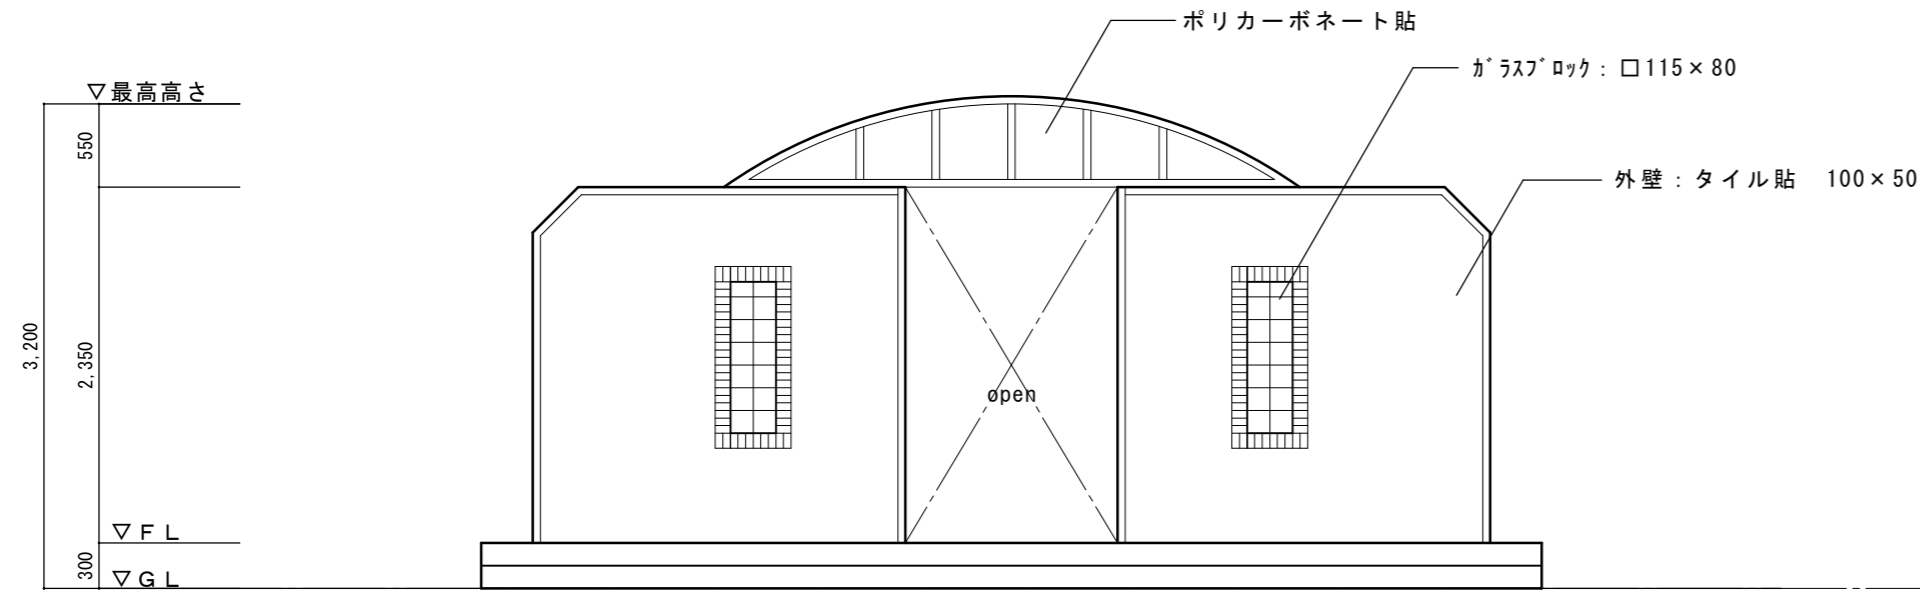 ポリカーボネート貼
ガラスブロック：□115×80
▽最高高さ
550
外壁：タイル貼　100×50
3,200
2,350
open
▽ＦＬ
300
▽ＧＬ